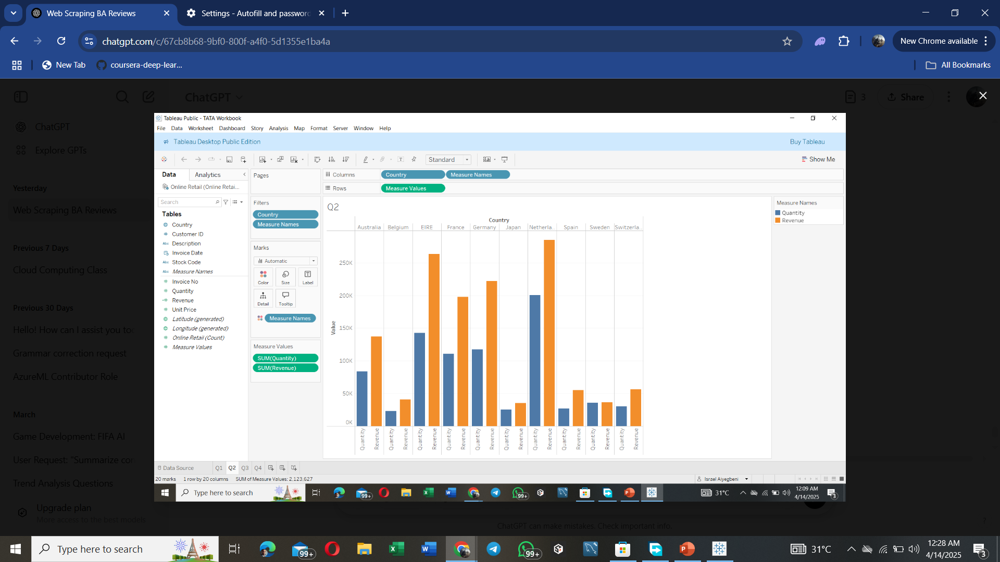 Web Scraping BA Reviews
Settings - Autofill and password
chatgpt.com/c/67cb8b68-9bf0-800f-a4f0-5d1355e1ba4a
New Chrome available
New Tab
coursera-deep-lear...
All Bookmarks
ChatGPT
3
Share
ChatGPT
Explore GPTs
Yesterday
Web Scraping BA Reviews
Previous 7 Days
Cloud Computing Class
Previous 30 Days
Hello! How can I assist you to
Grammar correction request
AzureML Contributor Role
March
Game Development: FIFA AI
User Request: "Summarize co
Trend Analysis Questions
Upgrade plan
More access to the best models
Tableau Public - TATA Workbook
File Data Worksheet Dashboard Story Analysis Map Format Server Window Help
Tableau Desktop Public Edition
Buy Tableau
Standard
Show Me
Data
Analytics
Online Retail (Online Retai...
Search
Tables
Country
Customer ID
Abc Description
Invoice Date
Abc Stock Code
Abc Measure Names
Invoice No
Quantity
Revenue
Unit Price
Latitude (generated)
Longitude (generated)
Online Retail (Count)
Measure Values
Pages
Filters
Country
Measure Names
Marks
Automatic
Color
Size
Label
Detail
Tooltip
Measure Names
Measure Values
SUM(Quantity)
SUM(Revenue)
Columns
Country
Measure Names
Rows
Measure Values
Q2
Country
Australia Belgium EIRE France Germany Japan Netherla.. Spain Sweden Switzerla..
250K
200K
150K
100K
50K
0K
Value
Quantity Revenue Quantity Revenue Quantity Revenue Quantity Revenue Quantity Revenue Quantity Revenue Quantity Revenue Quantity Revenue Quantity Revenue Quantity Revenue
Measure Names
Quantity
Revenue
Data Source
Q1
Q2
Q3
Q4
20 marks
1 row by 20 columns
SUM of Measure Values: 2,123,627
Israel Aiyegbeni
Type here to search
99+
99+
31°C
12:09 AM
4/14/2025
3
ChatGPT can make mistakes. Check important info.
?
Type here to search
99+
99+
31°C
12:28 AM
4/14/2025
3